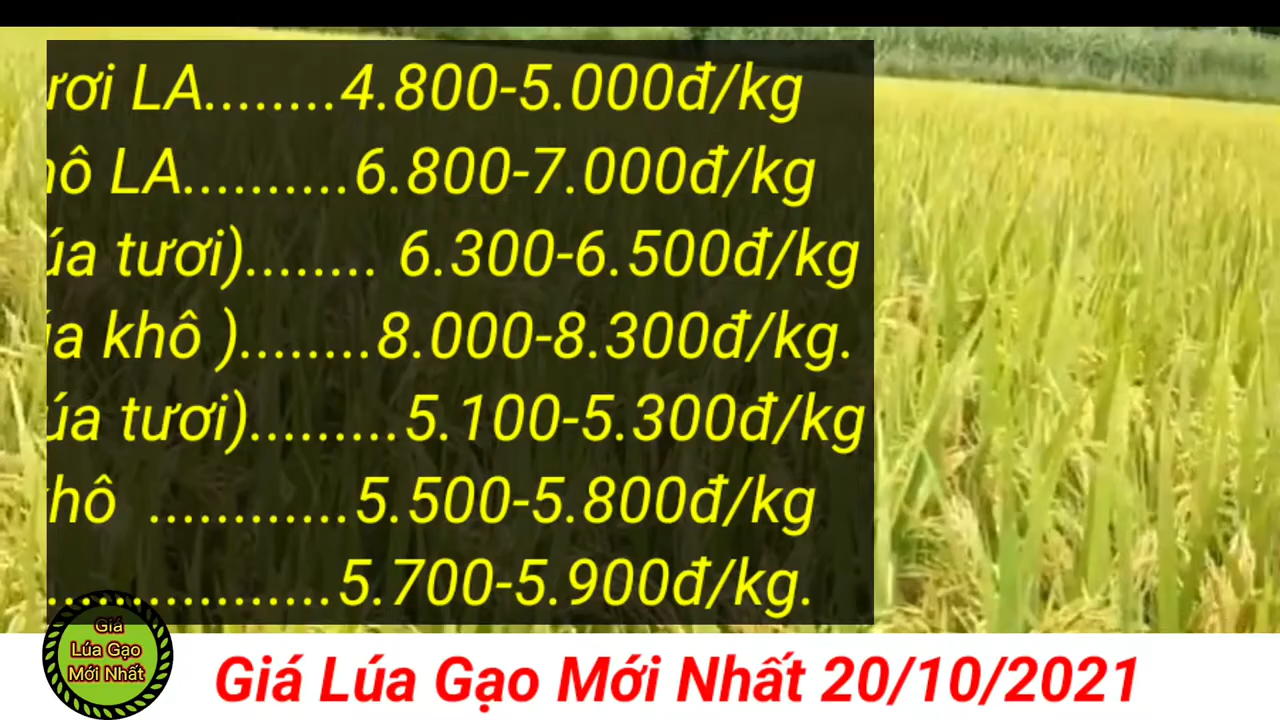 ươi LA........4.800-5.000đ/kg
hô LA..........6.800-7.000đ/kg
úa tươi)........ 6.300-6.500đ/kg
úa khô )........8.000-8.300đ/kg.
úa tươi).........5.100-5.300đ/kg
khô ............5.500-5.800đ/kg
.................5.700-5.900đ/kg.
Giá
Lúa Gạo
Mới Nhất
Giá Lúa Gạo Mới Nhất 20/10/2021